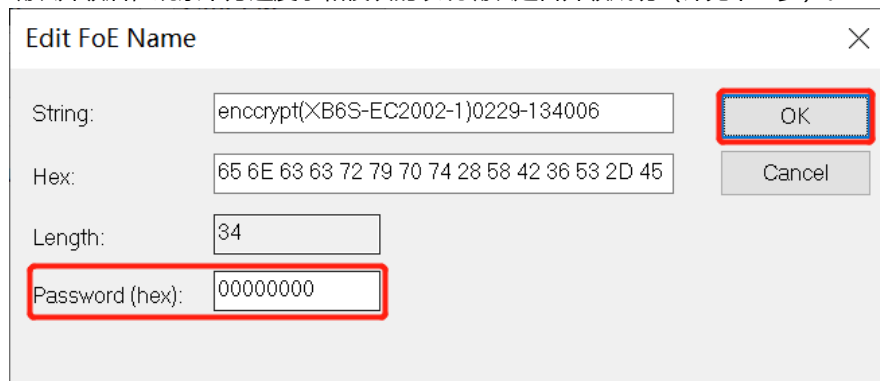 Edit FoE Name
String: enccrypt(XB6S-EC2002-1)0229-134006 OK
Hex: 65 6E 63 63 72 79 70 74 28 58 42 36 53 2D 45 Cancel
Length: 34
Password (hex): 00000000